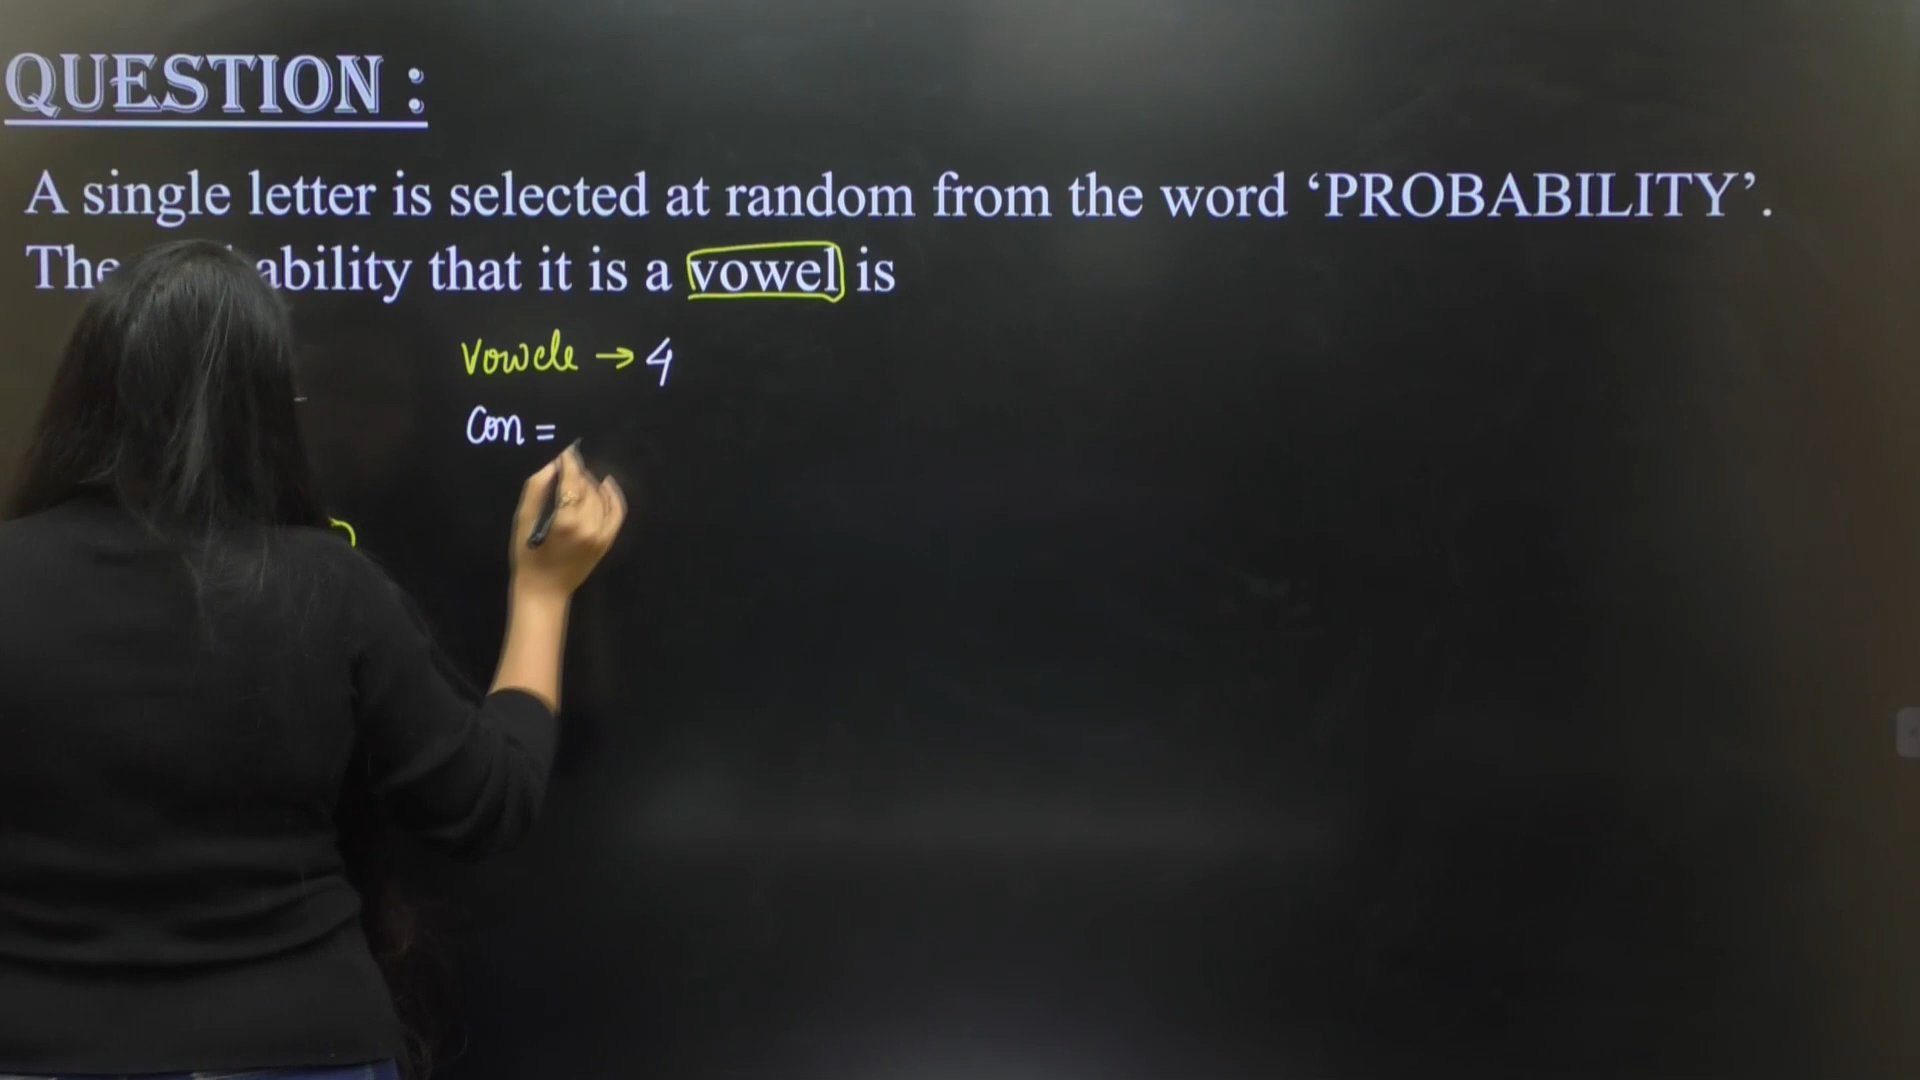 QUESTION :
A single letter is selected at random from the word ‘PROBABILITY’.
The ability that it is a vowel is
Vowels → 4
Con =